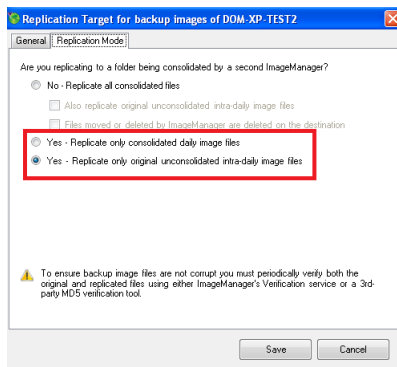 Replication Target for backup images of DOM-XP-TEST2
General Replication Mode
Are you replicating to a folder being consolidated by a second ImageManager?
No - Replicate all consolidated files
Also replicate original unconsolidated intra-daily image files
Files moved or deleted by ImageManager are deleted on the destination
Yes - Replicate only consolidated daily image files
Yes - Replicate only original unconsolidated intra-daily image files
To ensure backup image files are not corrupt you must periodically verify both the
original and replicated files using either ImageManager's Verification service or a 3rd-
party MD5 verification tool.
Save Cancel